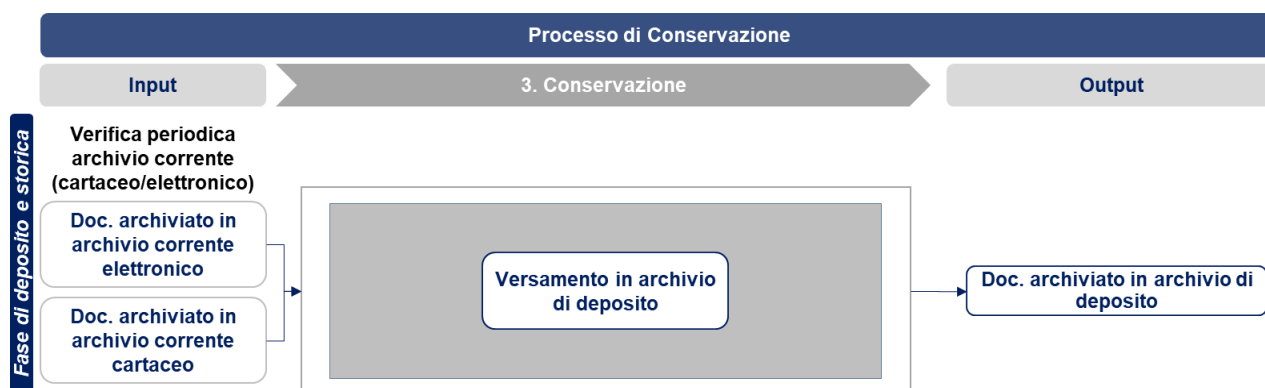 Processo di Conservazione
Input
3. Conservazione
Output
Fase di deposito e storica
Verifica periodica
archivio corrente
(cartaceo/elettronico)
Doc. archiviato in
archivio corrente
elettronico
Doc. archiviato in
archivio corrente
cartaceo
Versamento in archivio
di deposito
Doc. archiviato in archivio di
deposito